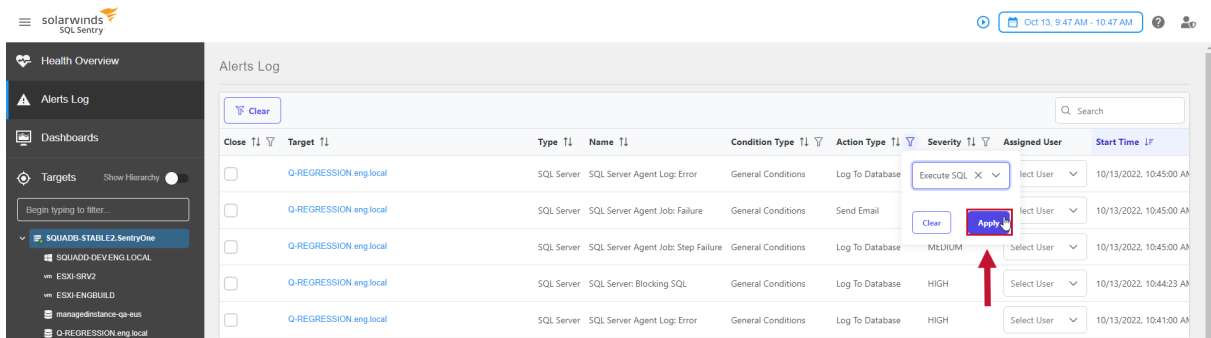 solarwinds
SQL Sentry
Oct 13, 9:47 AM - 10:47 AM
Health Overview
Alerts Log
Dashboards
Targets Show Hierarchy
Begin typing to filter...
SQUADB-STABLE2.SentryOne
SQUADD-DEV.ENG.LOCAL
vm ESXI-SRV2
vm ESXI-ENGBUILD
managedinstance-qa-eus
Q-REGRESSION.eng.local
Alerts Log
Clear
Search
Close Target Type Name Condition Type Action Type Severity Assigned User Start Time
Q-REGRESSION.eng.local SQL Server SQL Server Agent Log: Error General Conditions Log To Database lect User 10/13/2022, 10:45:00 AM
Execute SQL
Q-REGRESSION.eng.local SQL Server SQL Server Agent Job: Failure General Conditions Send Email lect User 10/13/2022, 10:45:00 AM
Clear Apply
Q-REGRESSION.eng.local SQL Server SQL Server Agent Job: Step Failure General Conditions Log To Database MEDIUM Select User 10/13/2022, 10:45:00 AM
Q-REGRESSION.eng.local SQL Server SQL Server: Blocking SQL General Conditions Log To Database HIGH Select User 10/13/2022, 10:44:23 AM
Q-REGRESSION.eng.local SQL Server SQL Server Agent Log: Error General Conditions Log To Database HIGH Select User 10/13/2022, 10:41:00 AM